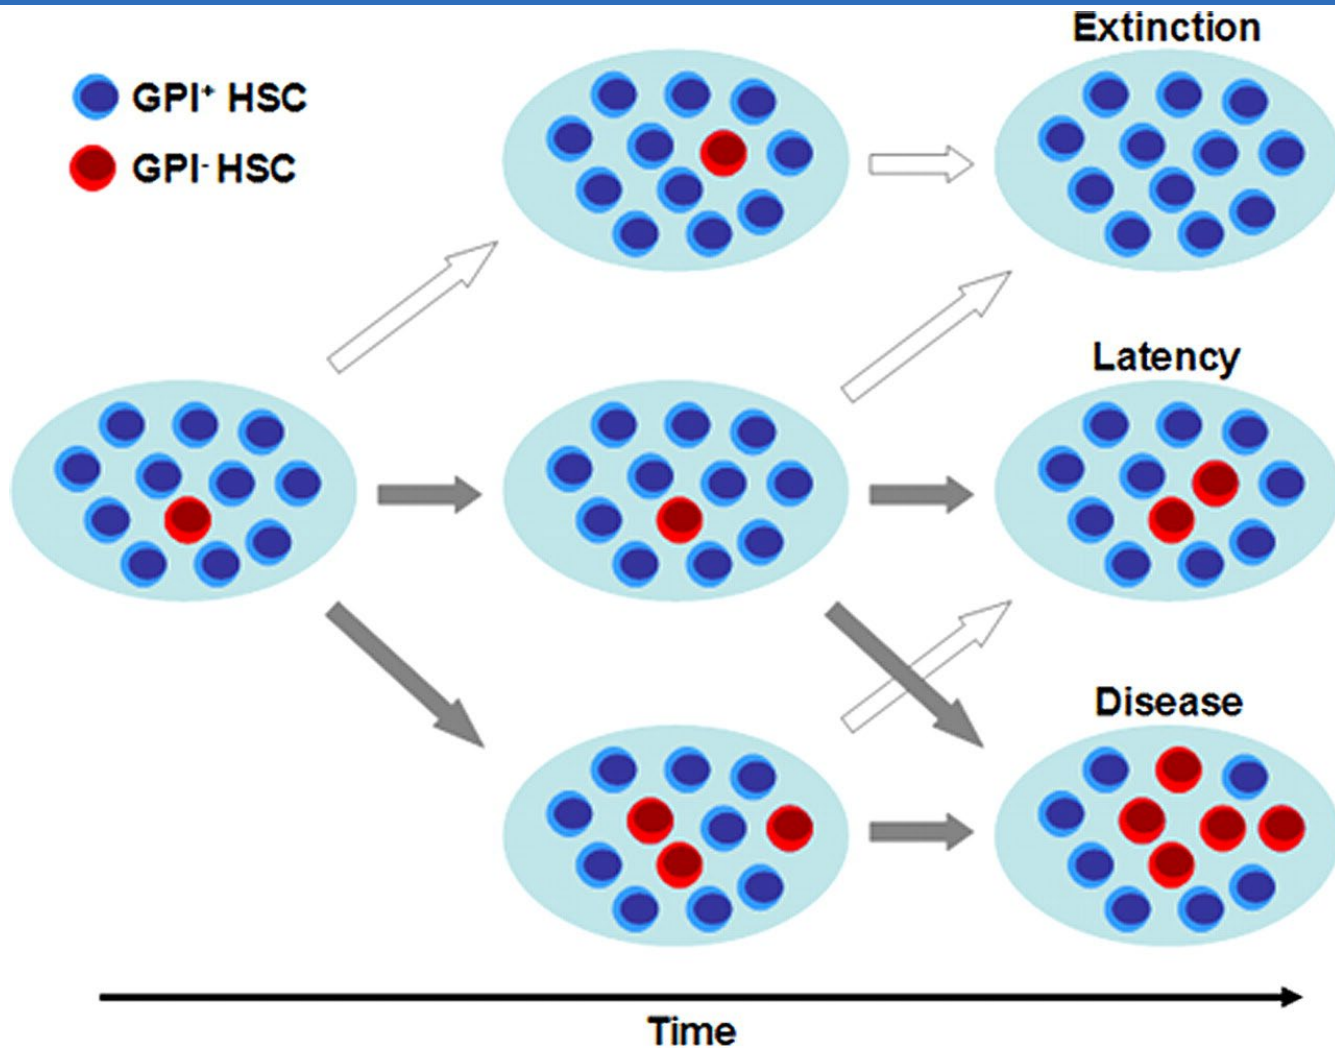 Extinction
GPI⁺ HSC
GPI⁻ HSC
Latency
Disease
Time